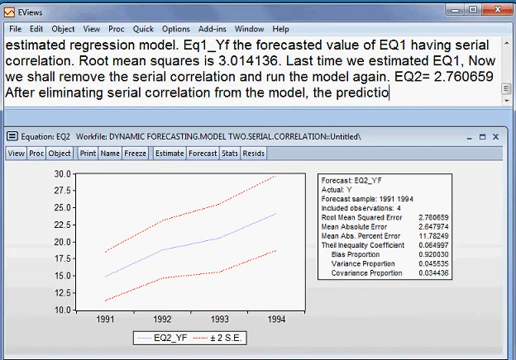 EViews
File Edit Object View Proc Quick Options Add-ins Window Help
estimated regression model. Eq1_Yf the forecasted value of EQ1 having serial
correlation. Root mean squares is 3.014136. Last time we estimated EQ1, Now
we shall remove the serial correlation and run the model again. EQ2= 2.760659
After eliminating serial correlation from the model, the predictio
Equation: EQ2 Workfile: DYNAMIC FORECASTING.MODEL TWO.SERIAL.CORRELATION::Untitled\
View Proc Object Print Name Freeze Estimate Forecast Stats Resids
30.0
27.5
25.0
22.5
20.0
17.5
15.0
12.5
10.0
1991 1992 1993 1994
EQ2_YF ± 2 S.E.
Forecast: EQ2_YF
Actual: Y
Forecast sample: 1991 1994
Included observations: 4
Root Mean Squared Error 2.760659
Mean Absolute Error 2.647974
Mean Abs. Percent Error 11.78249
Theil Inequality Coefficient 0.064997
Bias Proportion 0.920030
Variance Proportion 0.045535
Covariance Proportion 0.034436